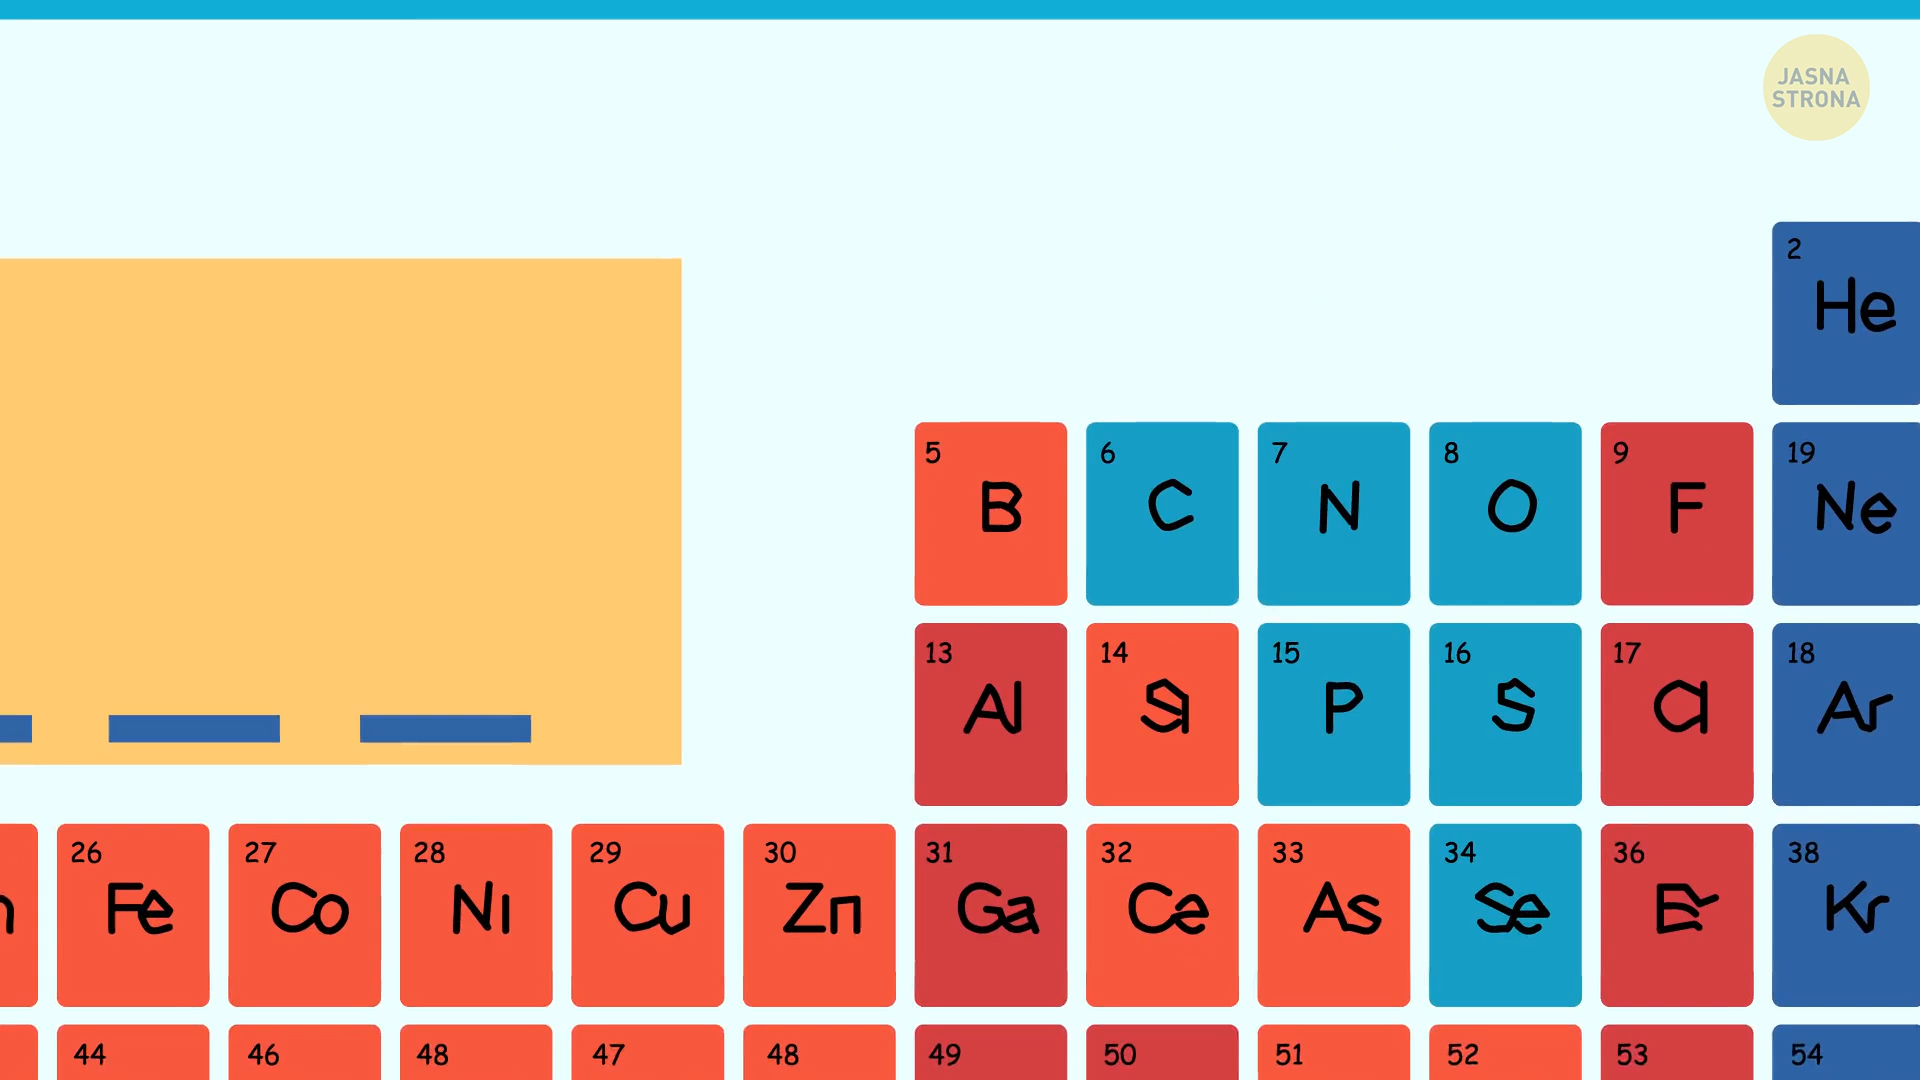 JASNA
STRONA
2
He
5 6 7 8 9 19
B C N O F Ne
13 14 15 16 17 18
Al Si P S Cl Ar
26 27 28 29 30 31 32 33 34 36 38
Fe Co Ni Cu Zn Ga Ce As Se Kr
44 46 48 47 48 49 50 51 52 53 54